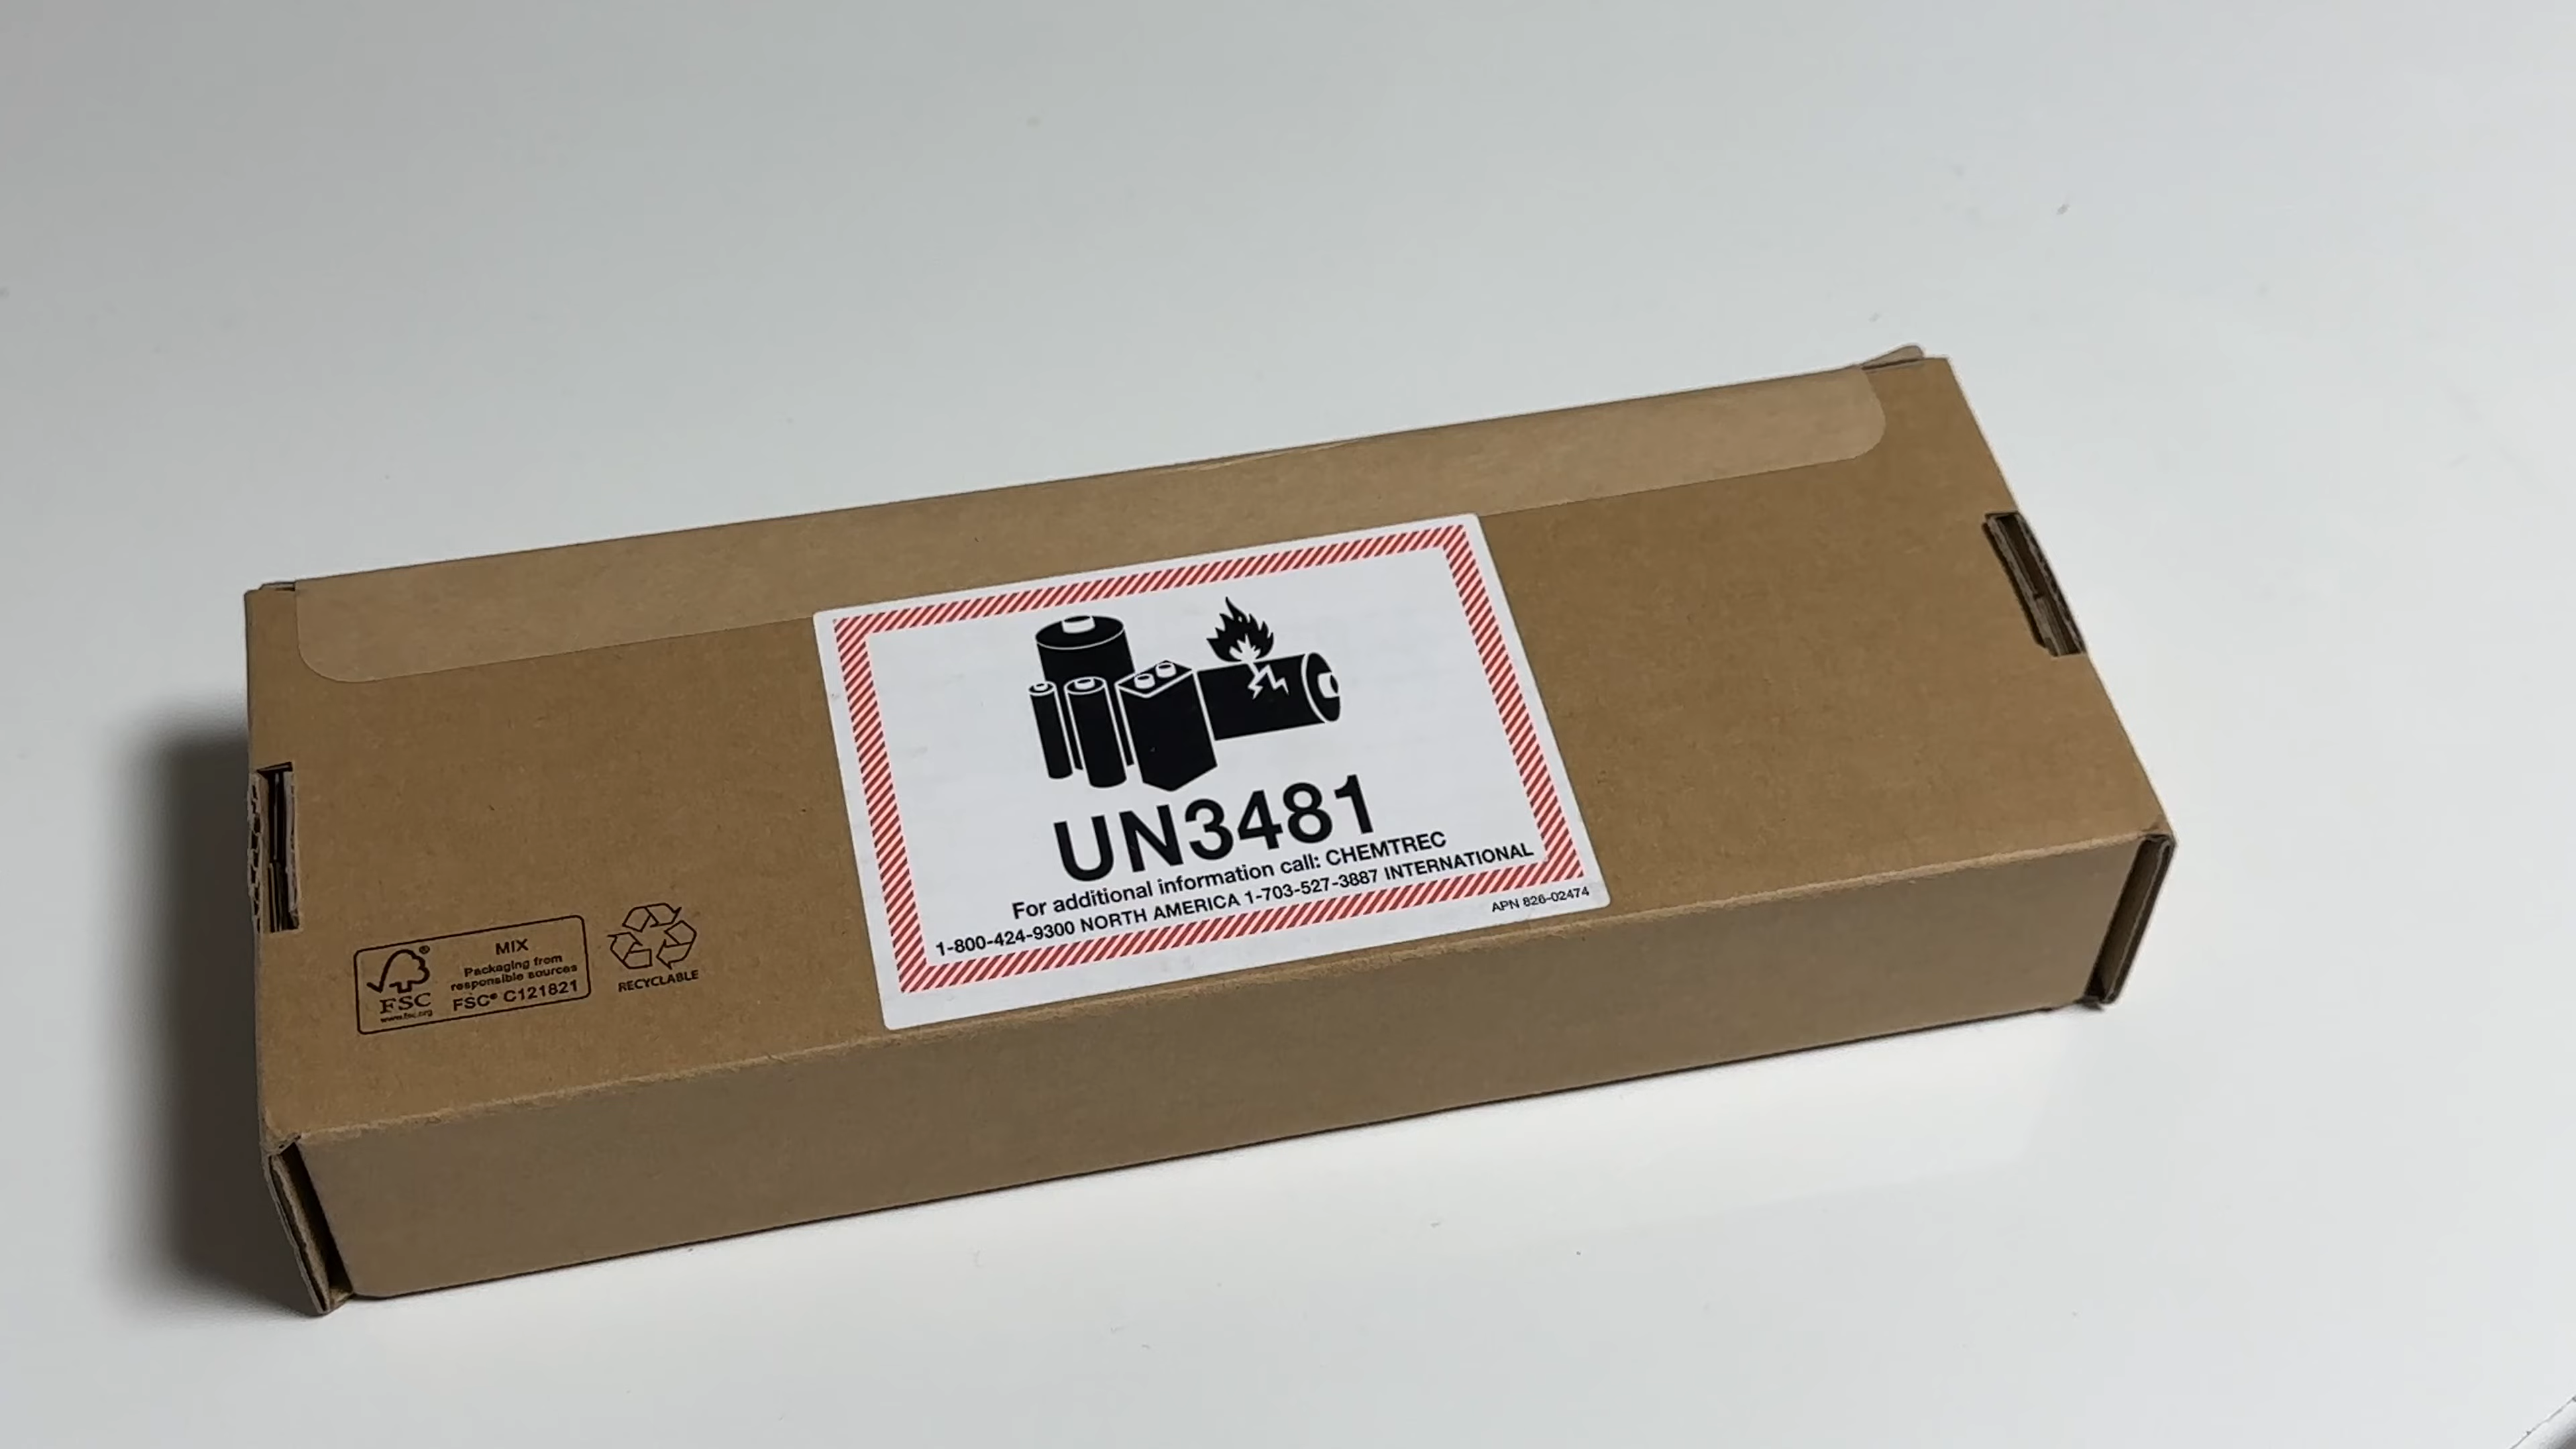 UN3481
For additional information call: CHEMTREC
1-800-424-9300 NORTH AMERICA 1-703-527-3887 INTERNATIONAL
APN 826-02474
MIX
Packaging from
responsible sources
FSC® C121821
FSC
www.fsc.org
RECYCLABLE